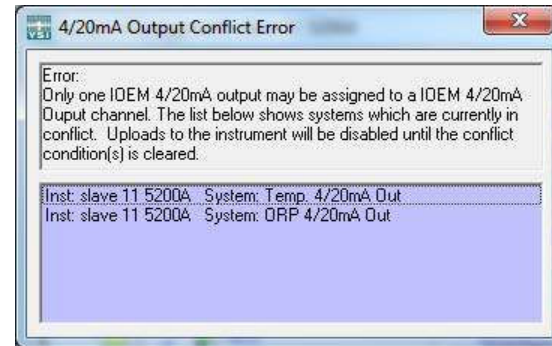 YSI
4/20mA Output Conflict Error
Error:
Only one IOEM 4/20mA output may be assigned to a IOEM 4/20mA
Ouput channel. The list below shows systems which are currently in
conflict. Uploads to the instrument will be disabled until the conflict
condition(s) is cleared.
Inst: slave 11 5200A System: Temp. 4/20mA Out
Inst: slave 11 5200A System: ORP 4/20mA Out